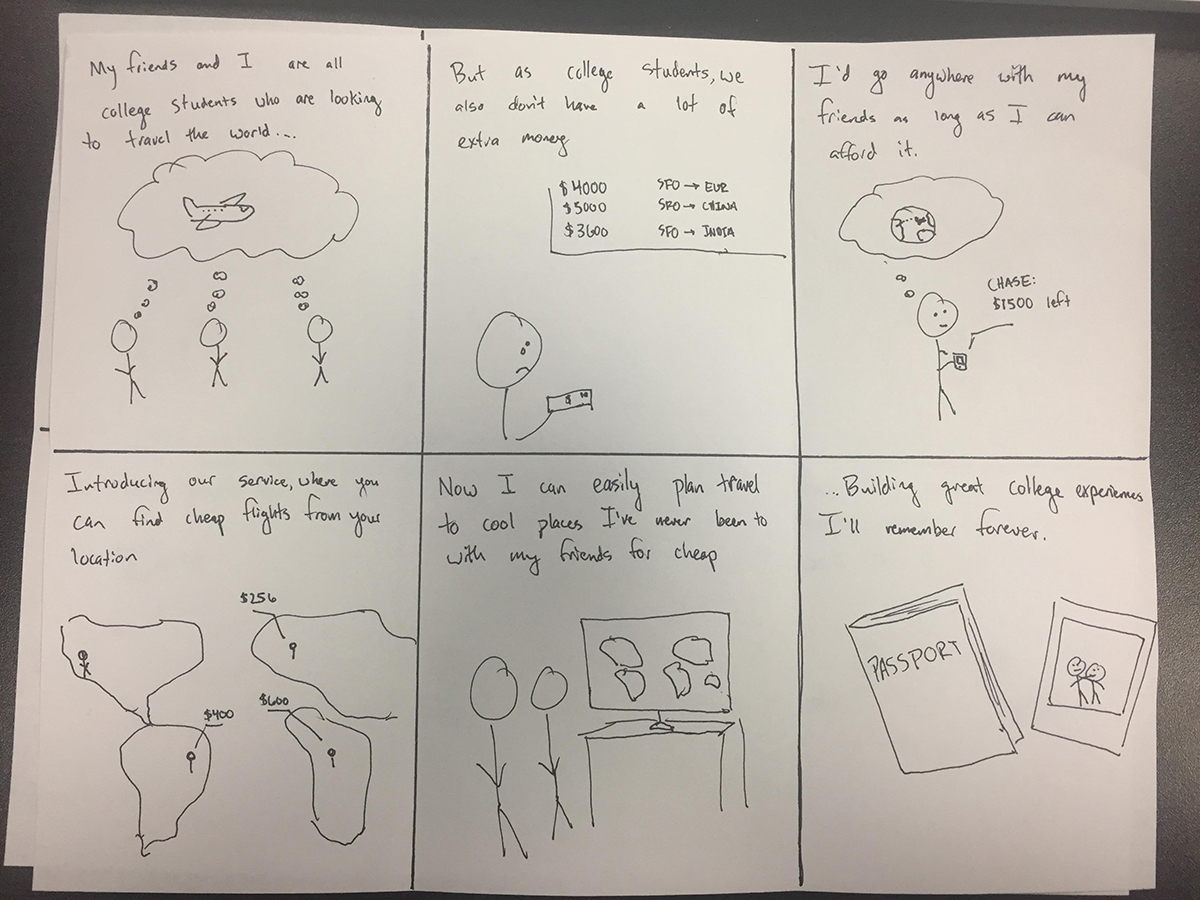 My friends and I are all
college students who are looking
to travel the world...
But as college students, we
also don't have a lot of
extra money
$4000 SFO → EUR
$5000 SFO → CHINA
$3600 SFO → INDIA
$
I'd go anywhere with my
friends as long as I can
afford it.
CHASE:
$1500 left
Introducing our service, where you
can find cheap flights from your
location
$256
$400
$600
Now I can easily plan travel
to cool places I've never been to
with my friends for cheap
...Building great college experiences
I'll remember forever.
PASSPORT